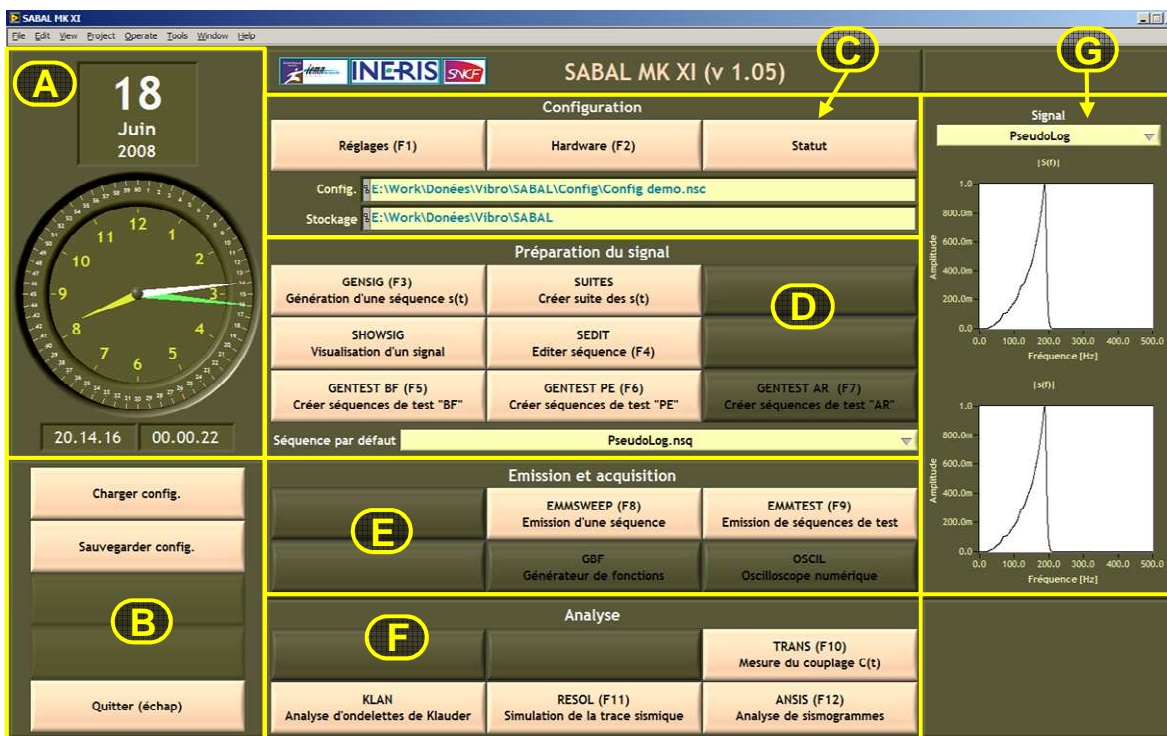 SABAL MK XI
File Edit View Project Operate Tools Window Help
A
18
Juin
2008
12
1
2
3
4
5
6
7
8
9
10
11
20.14.16
00.00.22
B
Charger config.
Sauvegarder config.
Quitter (échap)
INERIS SNCF
SABAL MK XI (v 1.05)
C
Configuration
Réglages (F1)
Hardware (F2)
Statut
Config. E:\Work\Donées\Vibro\SABAL\Config\Config demo.nsc
Stockage E:\Work\Donées\Vibro\SABAL
Préparation du signal
GENSIG (F3)
Génération d'une séquence s(t)
SUITES
Créer suite des s(t)
D
SHOWSIG
Visualisation d'un signal
SEDIT
Editer séquence (F4)
GENTEST BF (F5)
Créer séquences de test "BF"
GENTEST PE (F6)
Créer séquences de test "PE"
GENTEST AR (F7)
Créer séquences de test "AR"
Séquence par défaut PseudoLog.nsq
Emission et acquisition
E
EMMSWEEP (F8)
Emission d'une séquence
EMMTEST (F9)
Emission de séquences de test
GBF
Générateur de fonctions
OSCIL
Oscilloscope numérique
Analyse
F
TRANS (F10)
Mesure du couplage C(t)
KLAN
Analyse d'ondelettes de Klauder
RESOL (F11)
Simulation de la trace sismique
ANSIS (F12)
Analyse de sismogrammes
G
Signal
PseudoLog
|S(f)|
Amplitude
1.0
800.0m
600.0m
400.0m
200.0m
0.0
0.0 100.0 200.0 300.0 400.0 500.0
Fréquence [Hz]
|s(f)|
Amplitude
1.0
800.0m
600.0m
400.0m
200.0m
0.0
0.0 100.0 200.0 300.0 400.0 500.0
Fréquence [Hz]